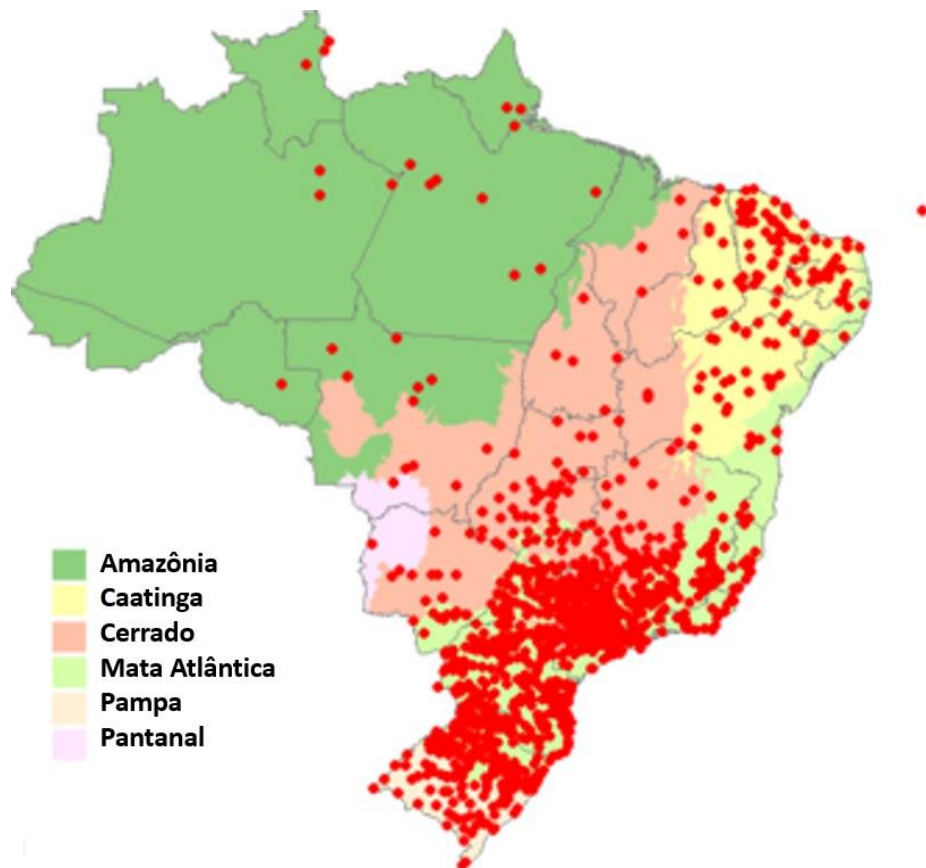 Amazônia
Caatinga
Cerrado
Mata Atlântica
Pampa
Pantanal